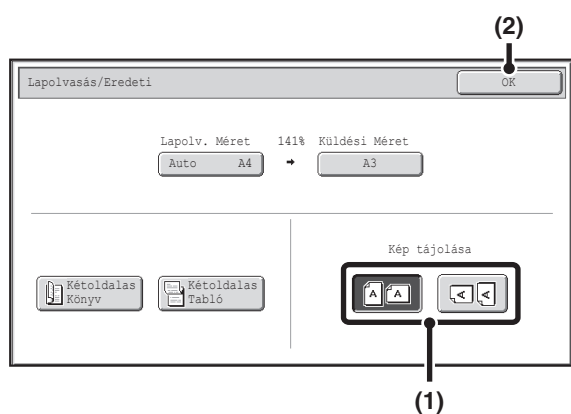 (2)
Lapolvasás/Eredeti
OK
Lapolv. Méret 141% Küldési Méret
Auto A4 → A3
Kép tájolása
Kétoldalas
Könyv
Kétoldalas
Tabló
A A A A
(1)